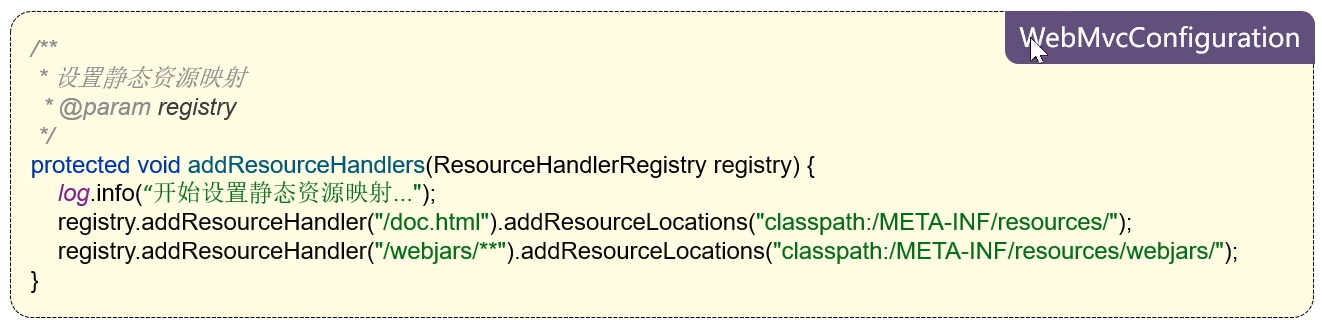 WebMvcConfiguration
/**
 * 设置静态资源映射
 * @param registry
 */
protected void addResourceHandlers(ResourceHandlerRegistry registry) {
    log.info(“开始设置静态资源映射...");
    registry.addResourceHandler("/doc.html").addResourceLocations("classpath:/META-INF/resources/");
    registry.addResourceHandler("/webjars/**").addResourceLocations("classpath:/META-INF/resources/webjars/");
}